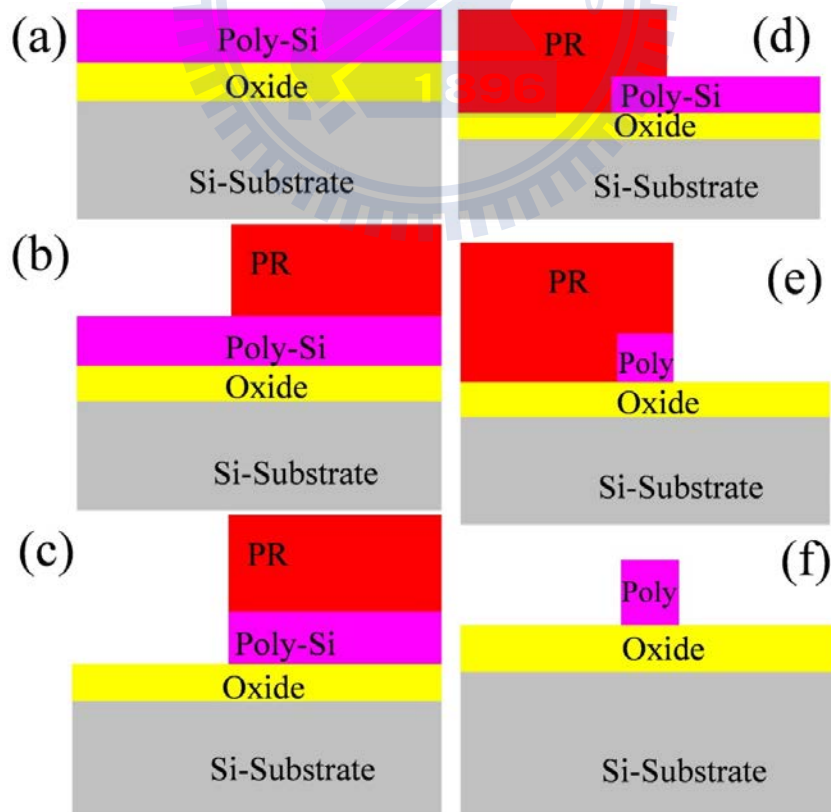 (a)
Poly-Si
Oxide
Si-Substrate
(b)
PR
Poly-Si
Oxide
Si-Substrate
(c)
PR
Poly-Si
Oxide
Si-Substrate
(d)
PR
1896
Poly-Si
Oxide
Si-Substrate
(e)
PR
Poly
Oxide
Si-Substrate
(f)
Poly
Oxide
Si-Substrate